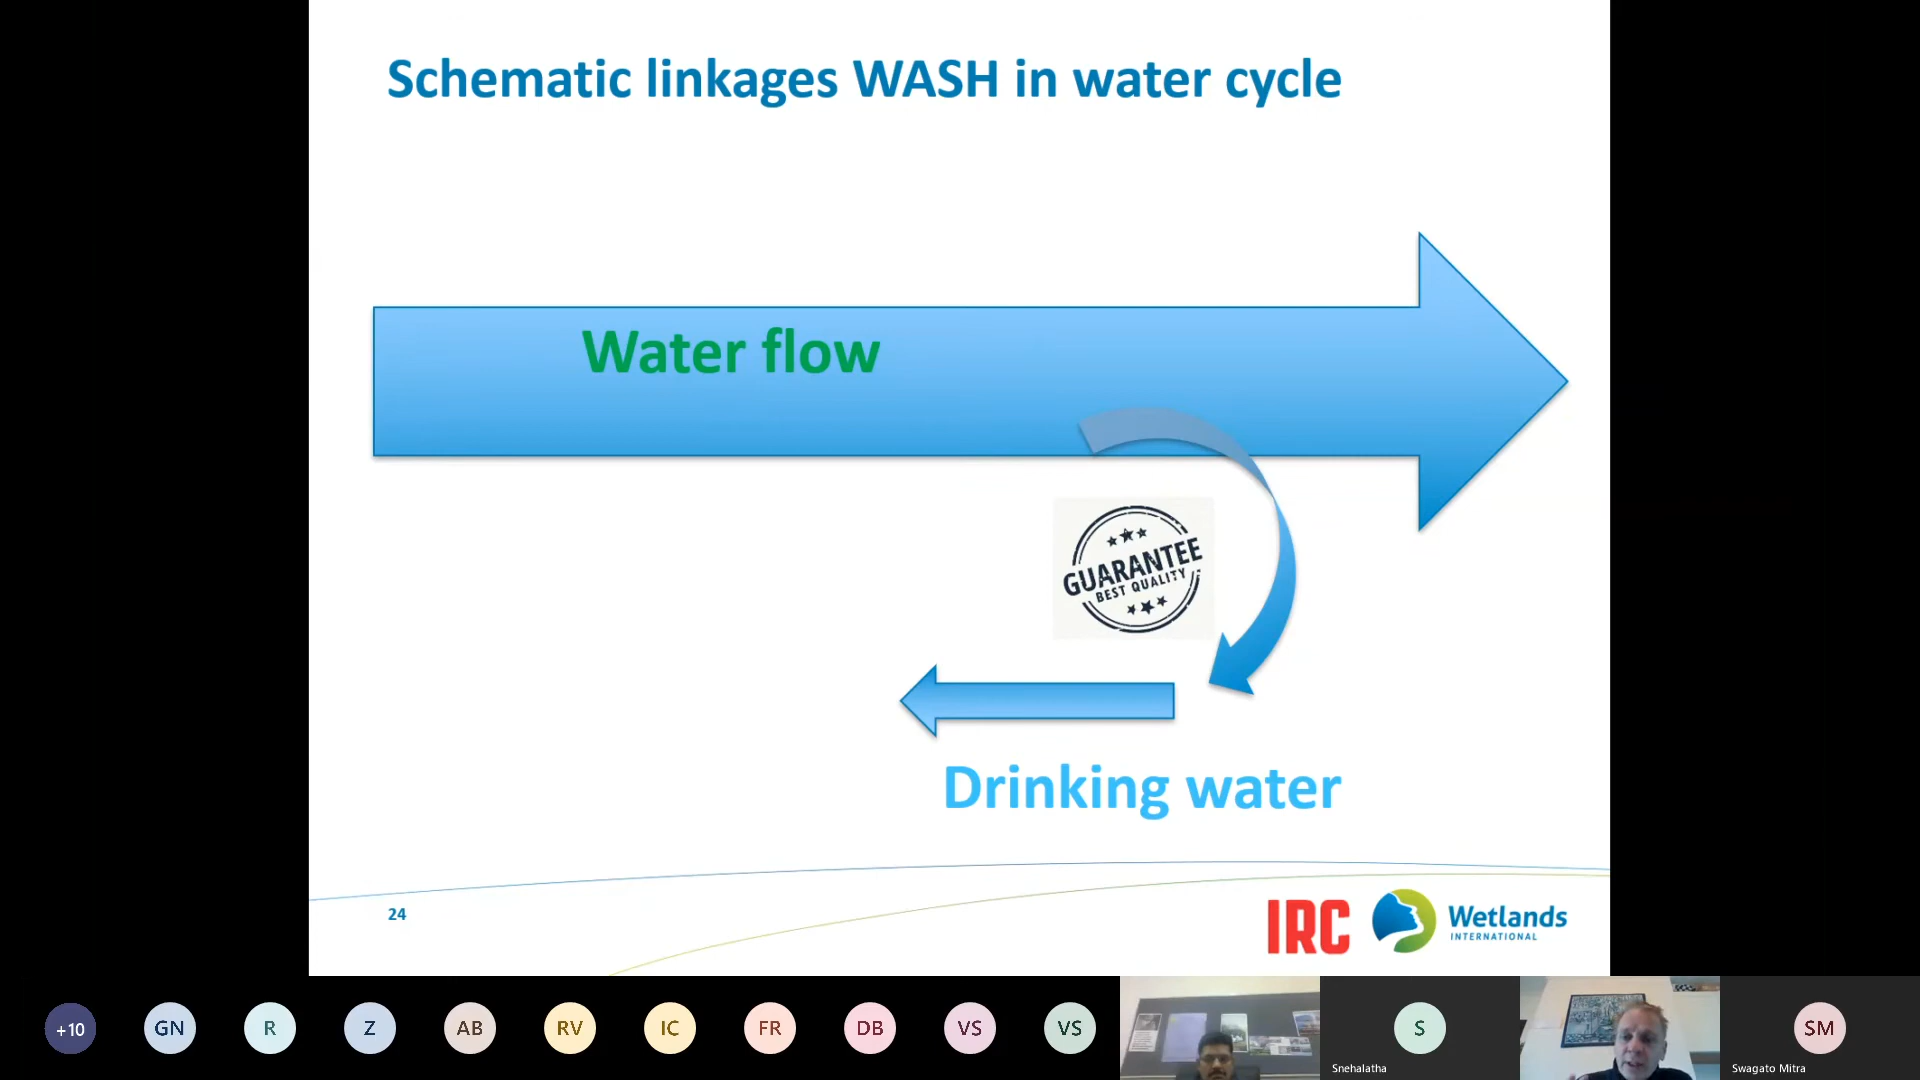 Schematic linkages WASH in water cycle
Water flow
GUARANTEE
BEST QUALITY
Drinking water
24
IRC
Wetlands
INTERNATIONAL
+10
GN
R
Z
AB
RV
IC
FR
DB
VS
VS
S
Snehalatha
SM
Swagato Mitra